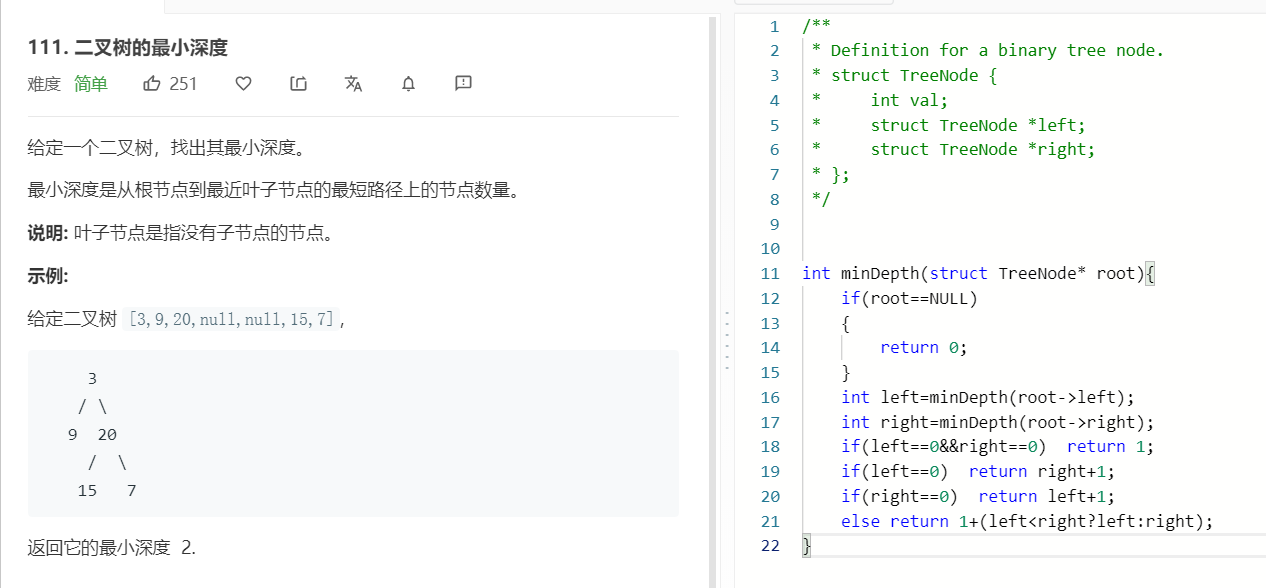 111. 二叉树的最小深度
难度 简单 251
给定一个二叉树，找出其最小深度。
最小深度是从根节点到最近叶子节点的最短路径上的节点数量。
说明: 叶子节点是指没有子节点的节点。
示例:
给定二叉树 [3,9,20,null,null,15,7],
    3
   / \
  9  20
    /  \
   15   7
返回它的最小深度  2.
1 /**
2  * Definition for a binary tree node.
3  * struct TreeNode {
4  *     int val;
5  *     struct TreeNode *left;
6  *     struct TreeNode *right;
7  * };
8  */
9
10
11 int minDepth(struct TreeNode* root){
12     if(root==NULL)
13     {
14         return 0;
15     }
16     int left=minDepth(root->left);
17     int right=minDepth(root->right);
18     if(left==0&&right==0)  return 1;
19     if(left==0)  return right+1;
20     if(right==0)  return left+1;
21     else return 1+(left<right?left:right);
22 }